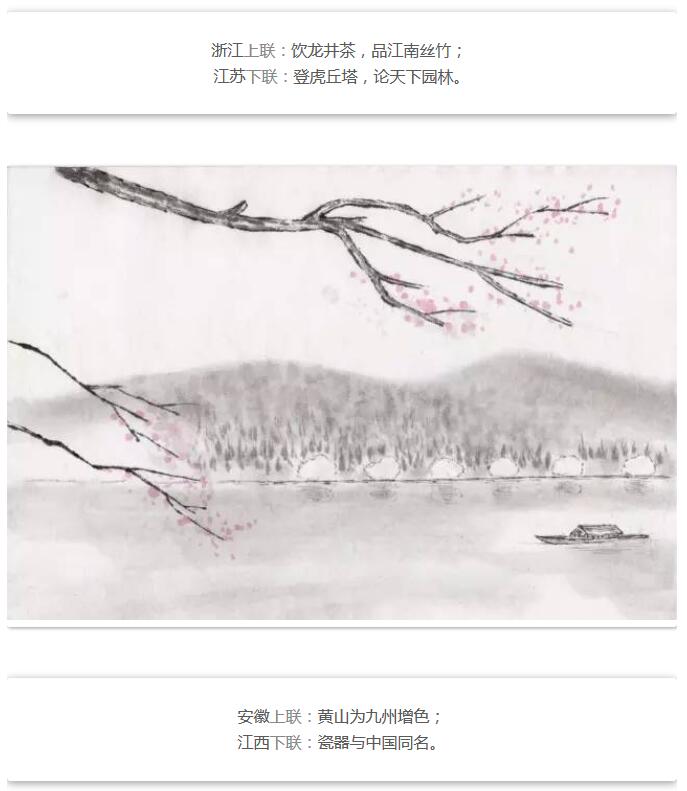 浙江上联：饮龙井茶，品江南丝竹；
江苏下联：登虎丘塔，论天下园林。
安徽上联：黄山为九州增色；
江西下联：瓷器与中国同名。